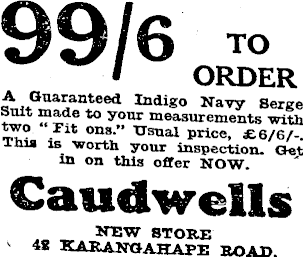 99/6 TO
ORDER
A Guaranteed Indigo Navy Serge
Suit made to your measurements with
two "Fit ons." Usual price, £6/6/-.
This is worth your inspection. Get
in on this offer NOW.
Caudwells
NEW STORE
48 KARANGAHAPE ROAD.